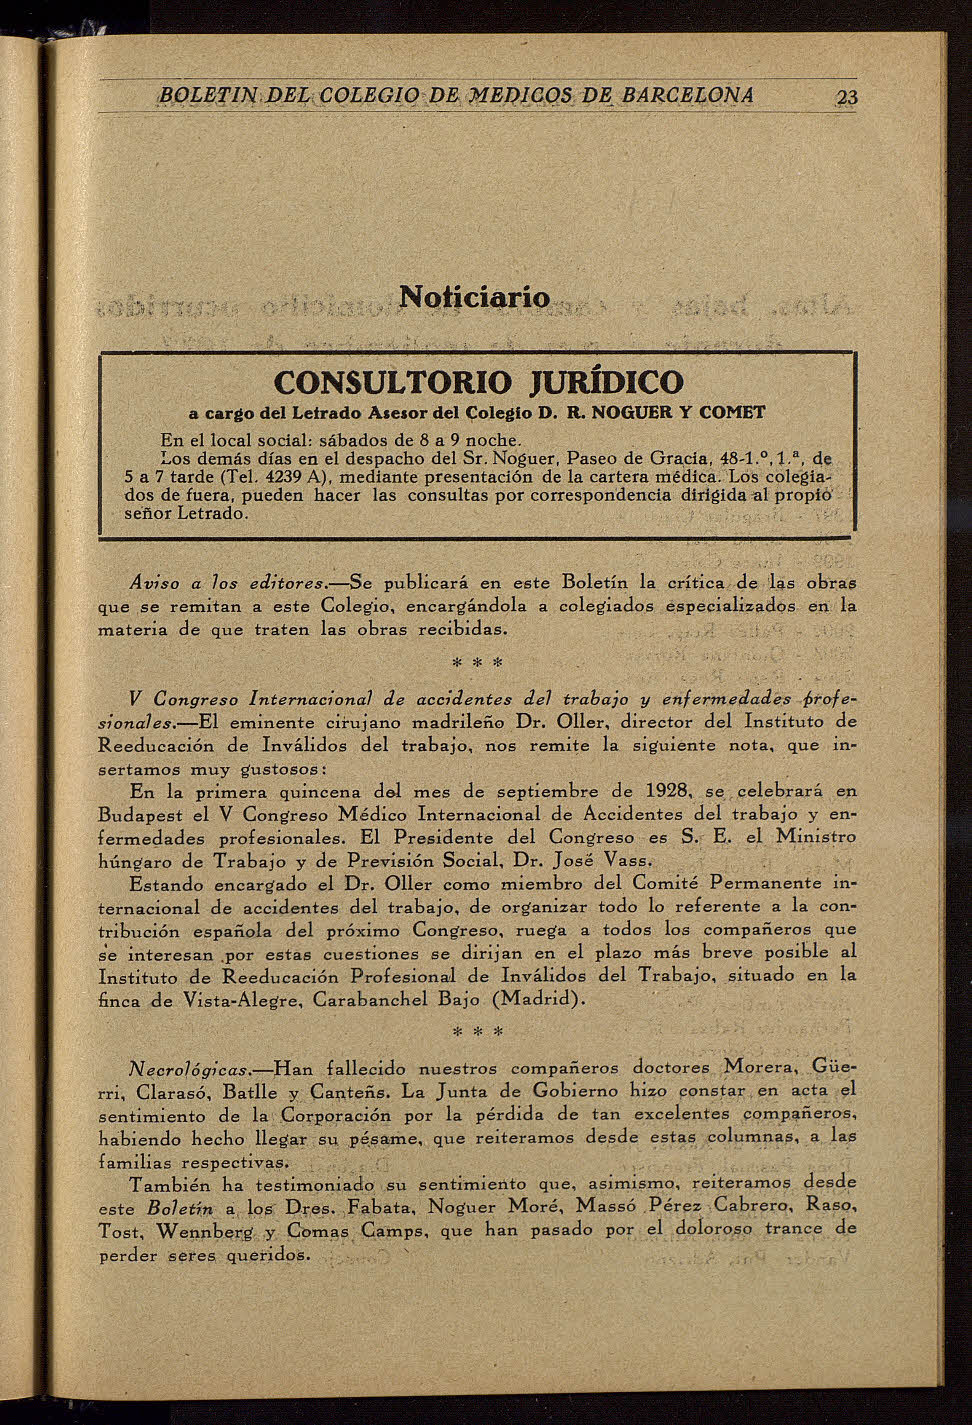 BOLETIN DEL COLEGIO DE MEDICOS DE BARCELONA 23
Noticiario
CONSULTORIO JURÍDICO
a cargo del Letrado Asesor del Colegio D. R. NOGUER Y COMET
En el local social: sábados de 8 a 9 noche.
Los demás días en el despacho del Sr. Noguer, Paseo de Gracia, 48-1.º, 1.ª, de
5 a 7 tarde (Tel. 4239 A), mediante presentación de la cartera médica. Los colegia-
dos de fuera, pueden hacer las consultas por correspondencia dirigida al propio
señor Letrado.
Aviso a los editores.—Se publicará en este Boletín la crítica de las obras
que se remitan a este Colegio, encargándola a colegiados especializados en la
materia de que traten las obras recibidas.
* * *
V Congreso Internacional de accidentes del trabajo y enfermedades profe-
sionales.—El eminente cirujano madrileño Dr. Oller, director del Instituto de
Reeducación de Inválidos del trabajo, nos remite la siguiente nota, que in-
sertamos muy gustosos:
En la primera quincena del mes de septiembre de 1928, se celebrará en
Budapest el V Congreso Médico Internacional de Accidentes del trabajo y en-
fermedades profesionales. El Presidente del Congreso es S. E. el Ministro
húngaro de Trabajo y de Previsión Social, Dr. José Vass.
Estando encargado el Dr. Oller como miembro del Comité Permanente in-
ternacional de accidentes del trabajo, de organizar todo lo referente a la con-
tribución española del próximo Congreso, ruega a todos los compañeros que
se interesan por estas cuestiones se dirijan en el plazo más breve posible al
Instituto de Reeducación Profesional de Inválidos del Trabajo, situado en la
finca de Vista-Alegre, Carabanchel Bajo (Madrid).
* * *
Necrológicas.—Han fallecido nuestros compañeros doctores Morera, Güe-
rri, Clarasó, Batlle y Canteñs. La Junta de Gobierno hizo constar en acta el
sentimiento de la Corporación por la pérdida de tan excelentes compañeros,
habiendo hecho llegar su pésame, que reiteramos desde estas columnas, a las
familias respectivas.
También ha testimoniado su sentimiento que, asimismo, reiteramos desde
este Boletín a los Dres. Fabata, Noguer Moré, Massó Pérez Cabrero, Raso,
Tost, Wennberg y Comas Camps, que han pasado por el doloroso trance de
perder seres queridos.